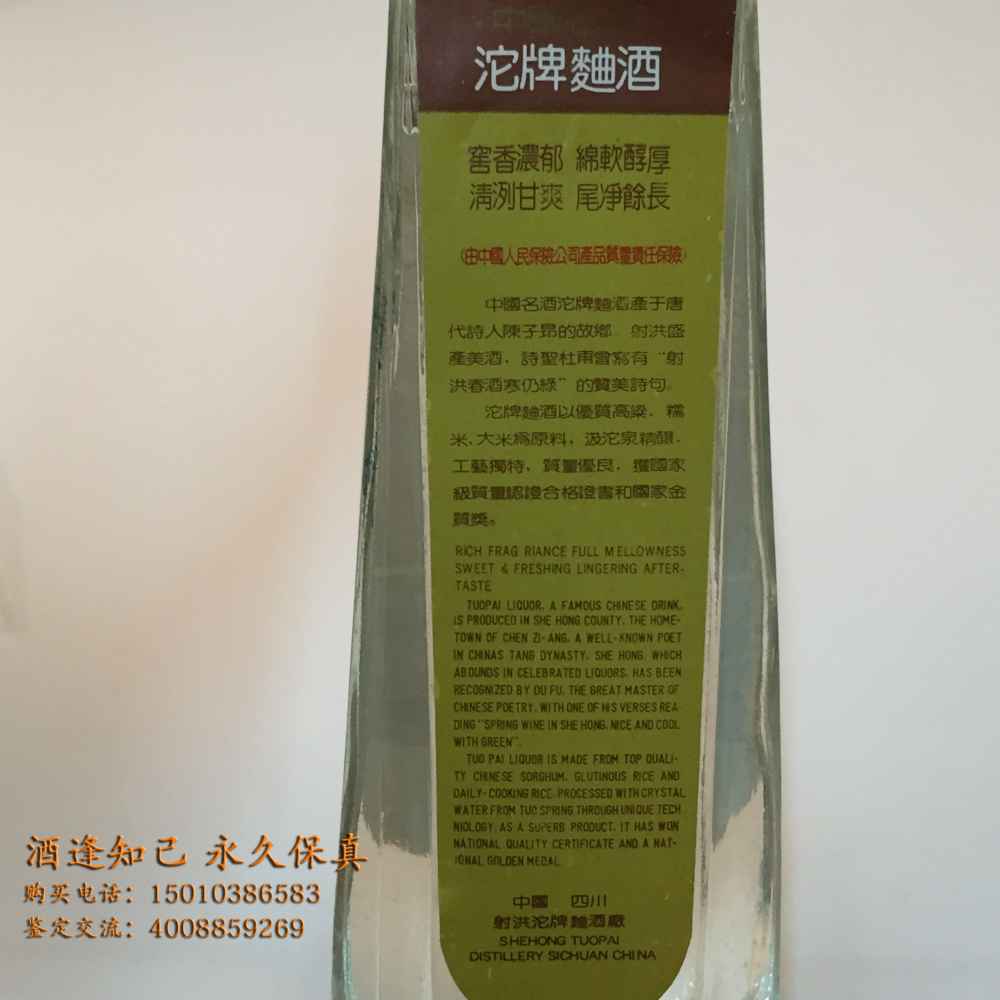 沱牌麯酒
窖香濃郁 綿軟醇厚
清洌甘爽 尾凈餘長
(由中國人民保險公司產品質量責任保險)
中國名酒沱牌麯酒產于唐
代詩人陳子昂的故鄉。射洪盛
產美酒，詩聖杜甫曾寫有“射
洪春酒寒仍綠”的贊美詩句。
沱牌麯酒以優質高粱、糯
米、大米爲原料，汲沱泉精釀，
工藝獨特，質量優良，獲國家
級質量認證合格證書和國家金
質獎。
RICH FRAG RIANCE FULL MELLOWNESS
SWEET & FRESHING LINGERING AFTER-
TASTE
TUOPAI LIQUOR, A FAMOUS CHINESE DRINK,
IS PRODUCED IN SHE HONG COUNTY, THE HOME-
TOWN OF CHEN ZI-ANG, A WELL-KNOWN POET
IN CHINAS TANG DYNASTY. SHE HONG, WHICH
ABOUNDS IN CELEBRATED LIQUORS, HAS BEEN
RECOGNIZED BY DU FU, THE GREAT MASTER OF
CHINESE POETRY, WITH ONE OF HIS VERSES REA
DING "SPRING WINE IN SHE HONG, NICE AND COOL
WITH GREEN".
TUO PAI LIQUOR IS MADE FROM TOP QUALI-
TY CHINESE SORGHUM, GLUTINOUS RICE AND
DAILY-COOKING RICE, PROCESSED WITH CRYSTAL
WATER FROM TUO SPRING THROUGH UNIQUE TECH
NIOLOGY. AS A SUPERB PRODUCT, IT HAS WON
NATIONAL QUALITY CERTIFICATE AND A NAT-
IONAL GOLDEN MEDAL.
中國 四川
射洪沱牌麯酒廠
SHEHONG TUOPAI
DISTILLERY SICHUAN CHINA
酒逢知己 永久保真
购买电话：15010386583
鉴定交流：4008859269